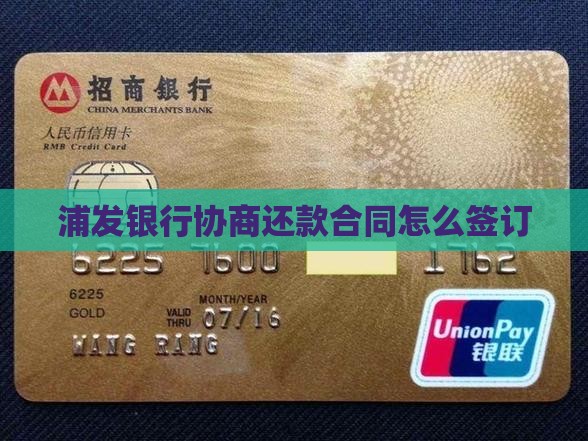 招商银行
CHINA MERCHANTS BANK
人民币信用卡
RMB Credit Card
浦发银行协商还款合同怎么签订
6225 7600 1762
6225
MONTH/YEAR
GOLD VALID THRU 07/16
WANG RANG
UnionPay
银联